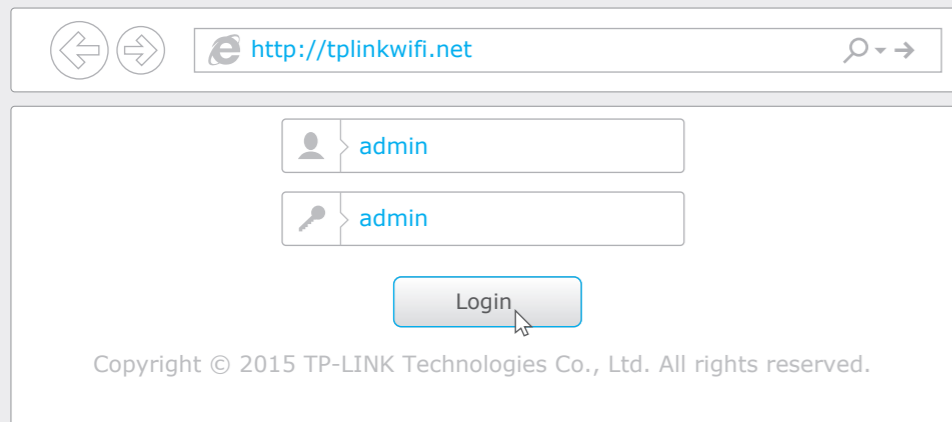 http://tplinkwifi.net
admin
admin
Login
Copyright © 2015 TP-LINK Technologies Co., Ltd. All rights reserved.